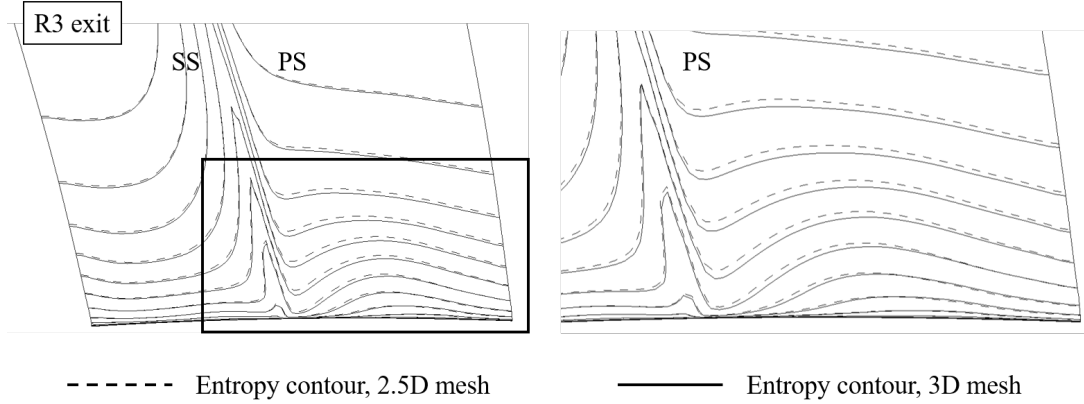 R3 exit
SS
PS
PS
Entropy contour, 2.5D mesh
Entropy contour, 3D mesh